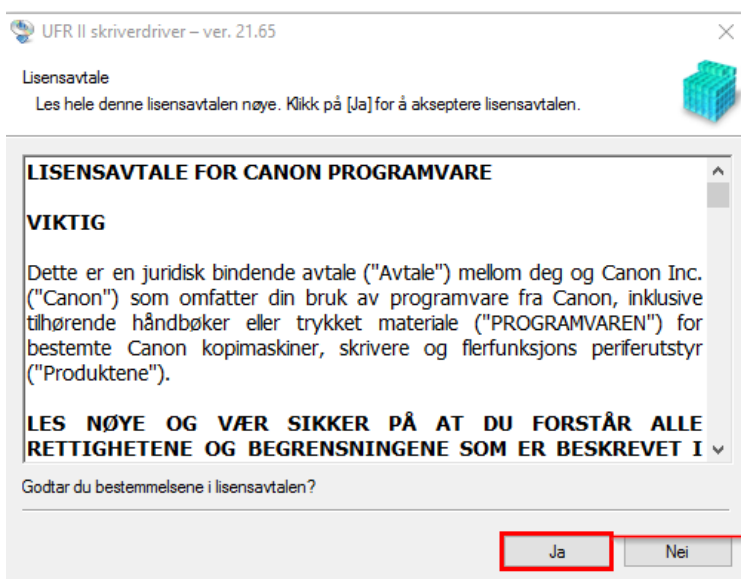 UFR II skriverdriver – ver. 21.65
Lisensavtale
Les hele denne lisensavtalen nøye. Klikk på [Ja] for å akseptere lisensavtalen.
LISENSAVTALE FOR CANON PROGRAMVARE
VIKTIG
Dette er en juridisk bindende avtale ("Avtale") mellom deg og Canon Inc.
("Canon") som omfatter din bruk av programvare fra Canon, inklusive
tilhørende håndbøker eller trykket materiale ("PROGRAMVAREN") for
bestemte Canon kopimaskiner, skrivere og flerfunksjons periferutstyr
("Produktene").
LES NØYE OG VÆR SIKKER PÅ AT DU FORSTÅR ALLE
RETTIGHETENE OG BEGRENSNINGENE SOM ER BESKREVET I
Godtar du bestemmelsene i lisensavtalen?
Ja
Nei